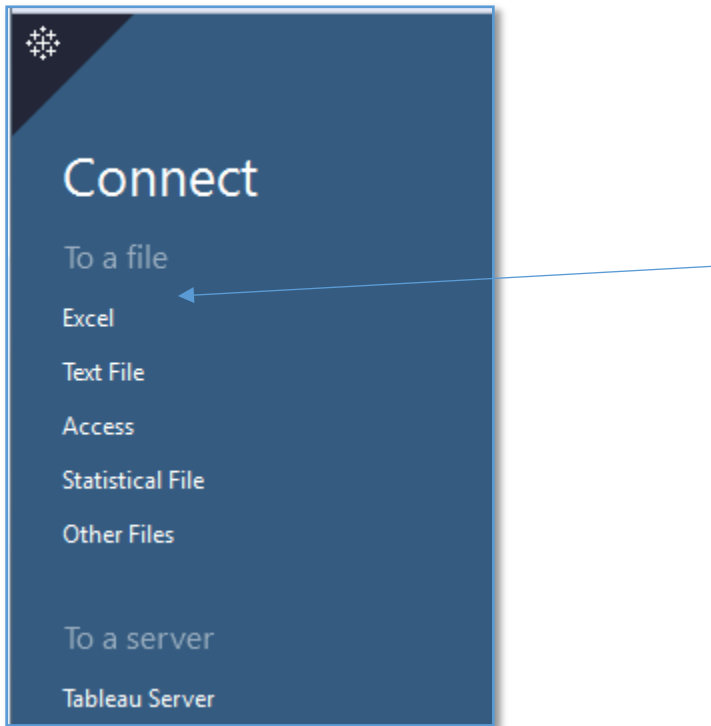 Connect
To a file
Excel
Text File
Access
Statistical File
Other Files
To a server
Tableau Server